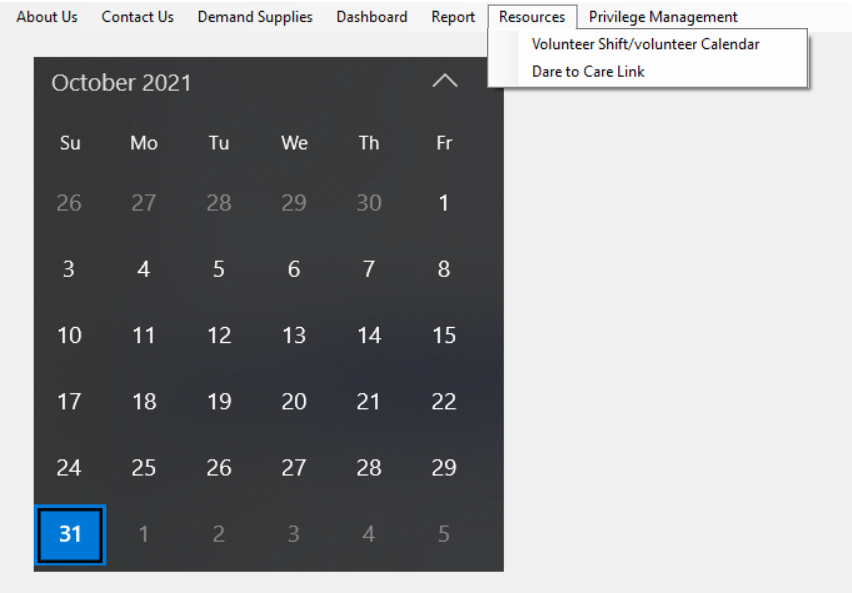 About Us Contact Us Demand Supplies Dashboard Report Resources Privilege Management
Volunteer Shift/volunteer Calendar
Dare to Care Link
October 2021
Su Mo Tu We Th Fr
26 27 28 29 30 1
3 4 5 6 7 8
10 11 12 13 14 15
17 18 19 20 21 22
24 25 26 27 28 29
31 1 2 3 4 5